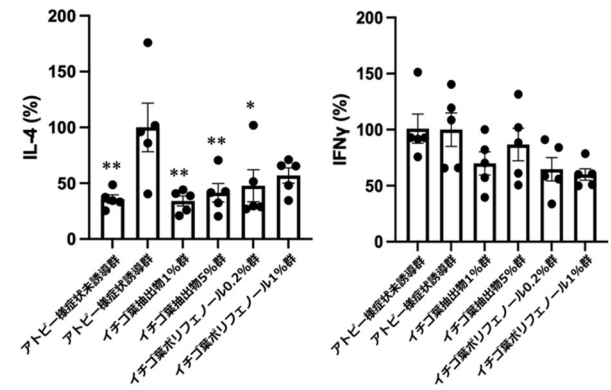 200
150
100
50
0
IL-4 (%)
**
**
**
*
アトピー様症状未誘導群
アトピー様症状誘導群
イチゴ葉抽出物1%群
イチゴ葉抽出物5%群
イチゴ葉ポリフェノール0.2%群
イチゴ葉ポリフェノール1%群
200
150
100
50
0
IFNγ (%)
アトピー様症状未誘導群
アトピー様症状誘導群
イチゴ葉抽出物1%群
イチゴ葉抽出物5%群
イチゴ葉ポリフェノール0.2%群
イチゴ葉ポリフェノール1%群